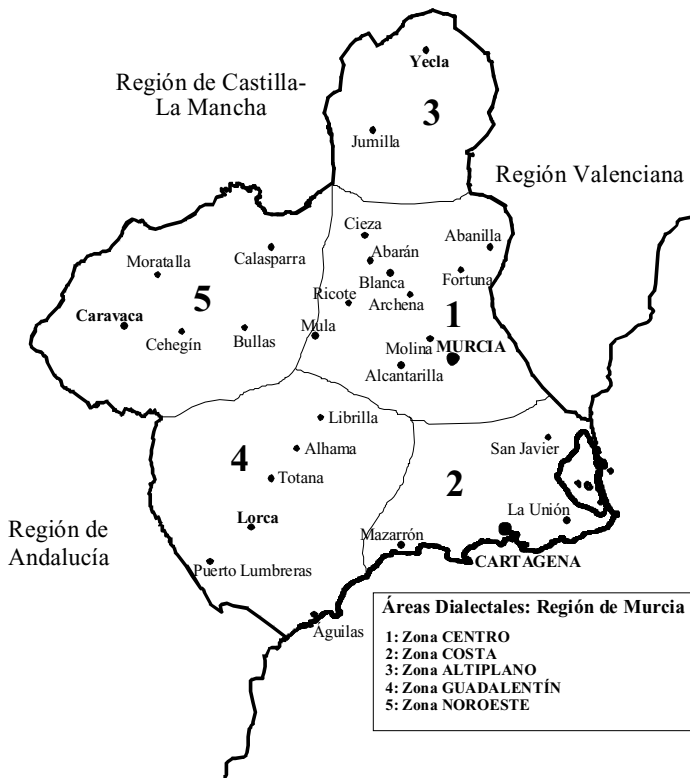 Yecla
Región de Castilla-
La Mancha
3
Jumilla
Región Valenciana
Cieza
Abanilla
Abarán
Calasparra
Moratalla
Blanca
Fortuna
Ricote
Archena
5
1
Caravaca
Mula
Cehegín
Bullas
Molina
MURCIA
Alcantarilla
Librilla
San Javier
4
Alhama
Totana
2
Lorca
La Unión
Región de
Andalucía
Mazarrón
CARTAGENA
Puerto Lumbreras
Águilas
Áreas Dialectales: Región de Murcia
1: Zona CENTRO
2: Zona COSTA
3: Zona ALTIPLANO
4: Zona GUADALENTÍN
5: Zona NOROESTE